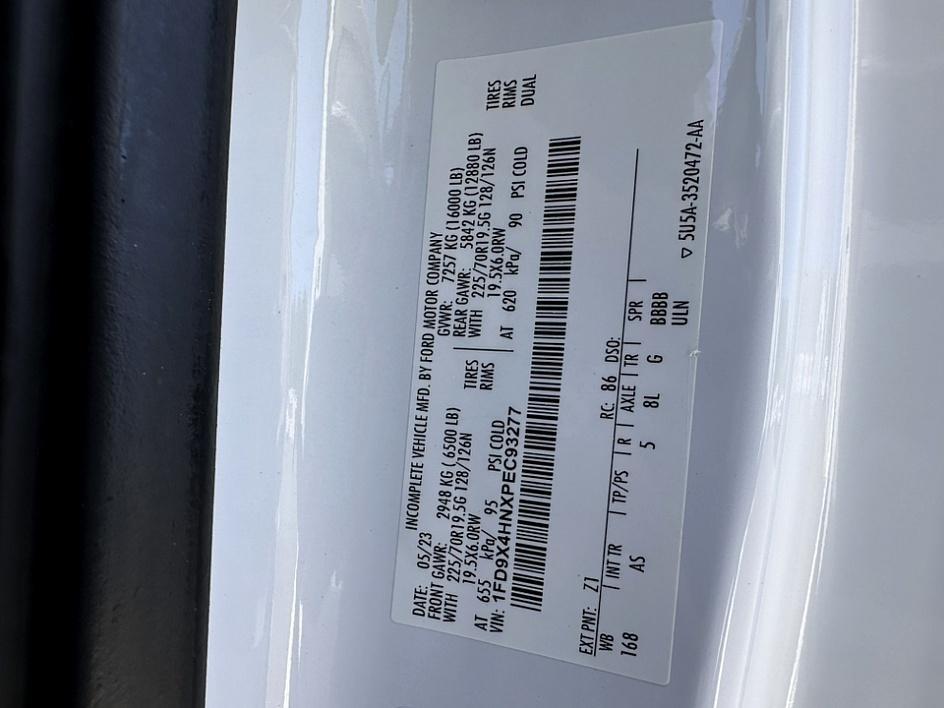 DATE: 05/23 INCOMPLETE VEHICLE MFD. BY FORD MOTOR COMPANY
FRONT GAWR: 2948 KG ( 6500 LB) GVWR: 7257 KG (16000 LB)
REAR GAWR: 5842 KG (12880 LB)
WITH 225/70R19.5G 128/126N TIRES WITH 225/70R19.5G 128/126N TIRES
19.5X6.0RW RIMS 19.5X6.0RW RIMS
AT 655 kPa/ 95 PSI COLD AT 620 kPa/ 90 PSI COLD DUAL
VIN: 1FD9X4HNXPEC93277
EXT PNT: Z1 RC: 86 DSO:
WB INT TR TP/PS R AXLE TR SPR
168 AS 5 8L G BBBB
ULN
▽ 5U5A-3520472-AA